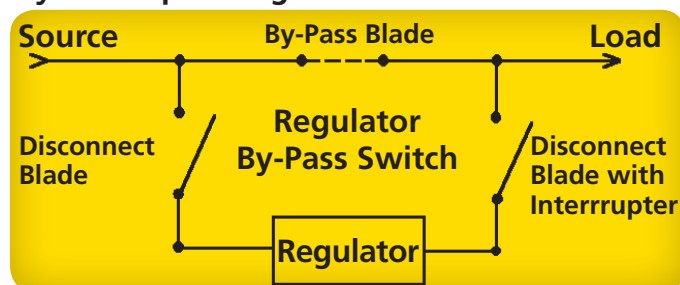 Source
By-Pass Blade
Load
Regulator
By-Pass Switch
Disconnect
Blade
Disconnect
Blade with
Interrrupter
Regulator